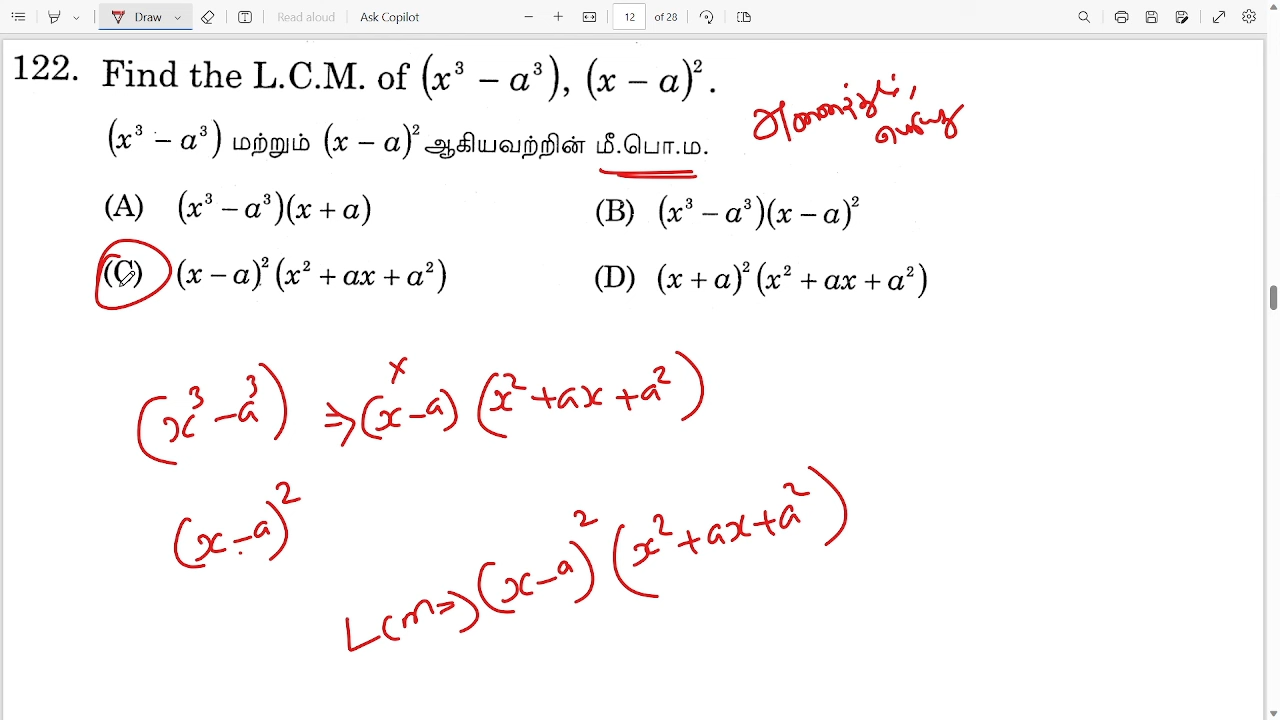 Draw Read aloud Ask Copilot 12 of 28
122. Find the L.C.M. of (x³ − a³), (x − a)².
(x³ − a³) மற்றும் (x − a)² ஆகியவற்றின் மீ.பொ.ம.
(A) (x³ − a³)(x + a) (B) (x³ − a³)(x − a)²
(C) (x − a)² (x² + ax + a²) (D) (x + a)² (x² + ax + a²)
(x³ − a³) ⇒ (x − a) (x² + ax + a²)
(x − a)²
LCM ⇒ (x − a)² (x² + ax + a²)